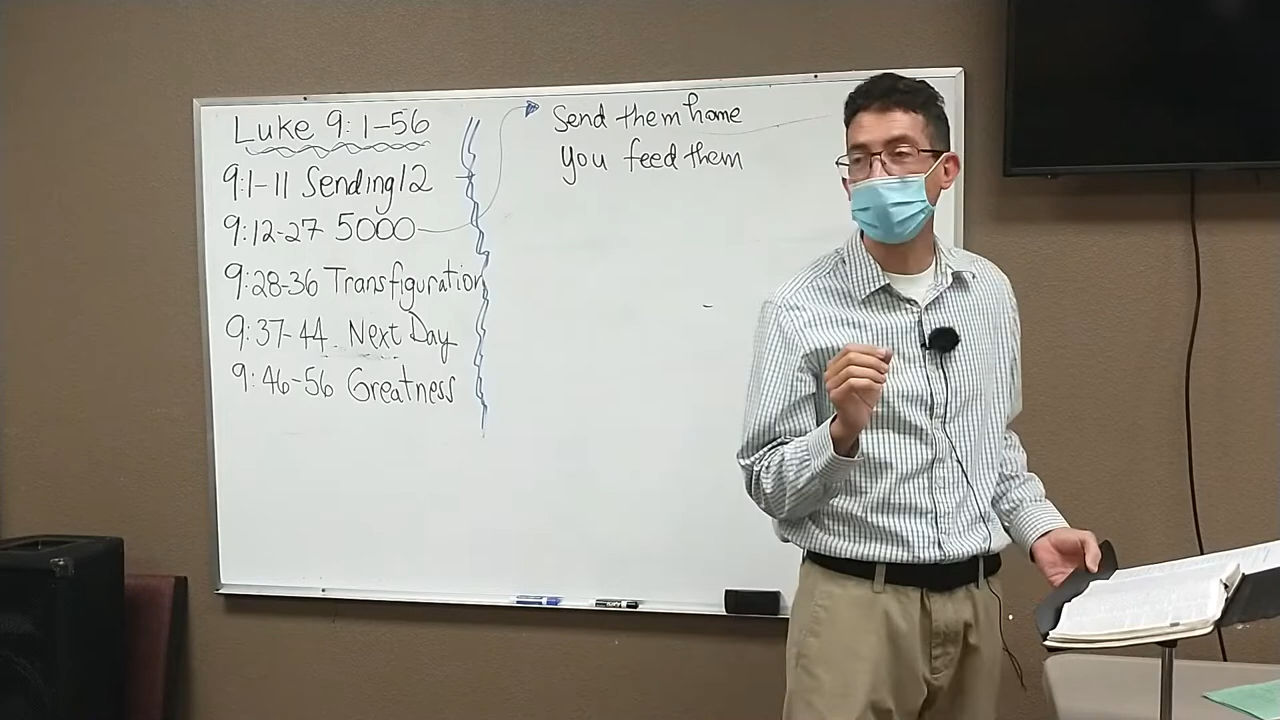 Luke 9:1-56
9:1-11 Sending 12
9:12-27 5000
9:28-36 Transfiguration
9:37-44 Next Day
9:46-56 Greatness
Send them home
you feed them